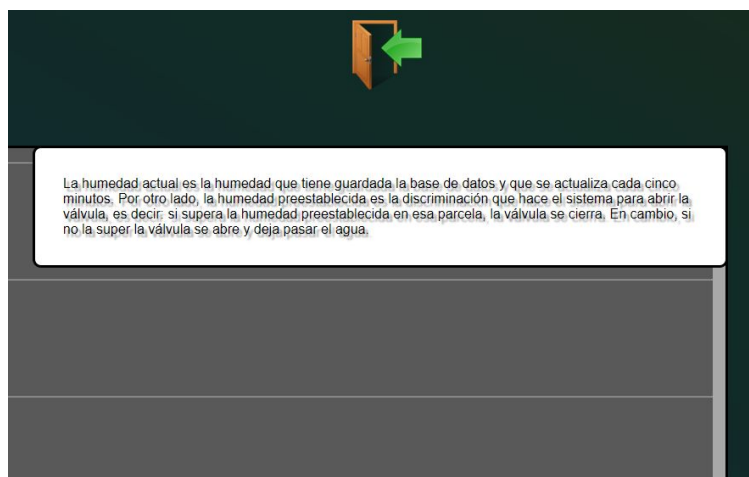 La humedad actual es la humedad que tiene guardada la base de datos y que se actualiza cada cinco
minutos. Por otro lado, la humedad preestablecida es la discriminación que hace el sistema para abrir la
válvula, es decir: si supera la humedad preestablecida en esa parcela, la válvula se cierra. En cambio, si
no la super la válvula se abre y deja pasar el agua.